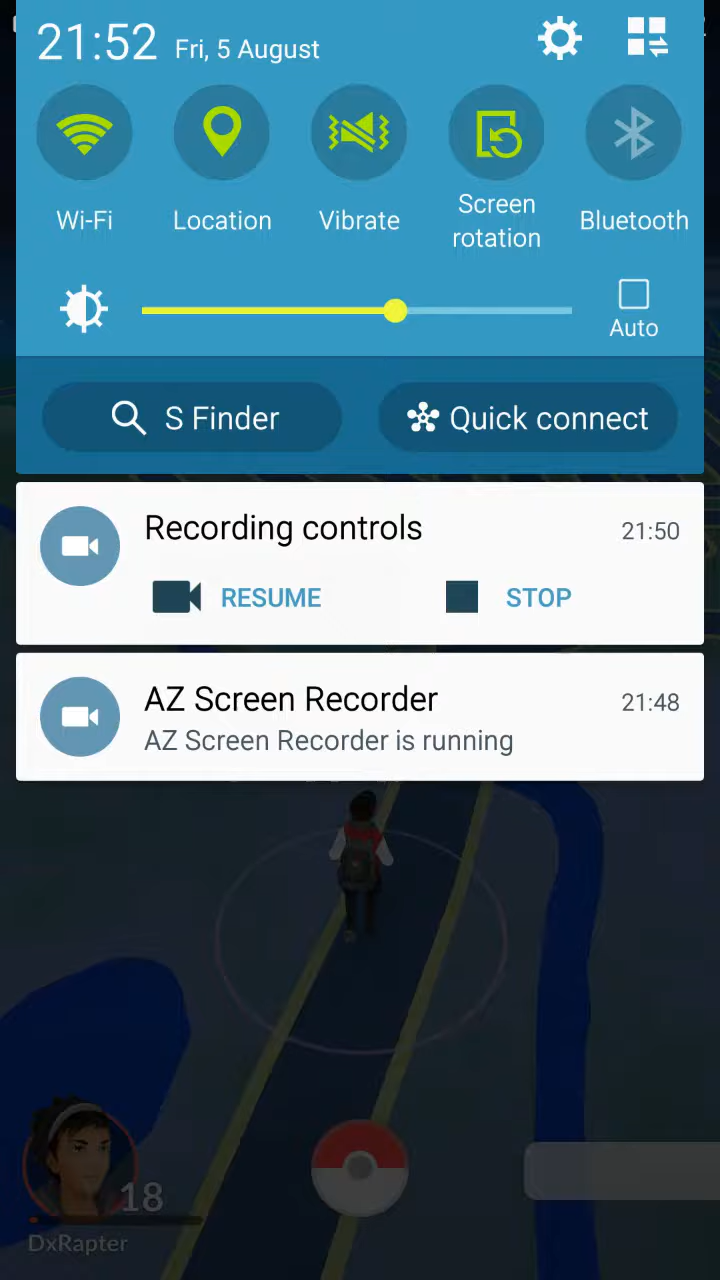 21:52 Fri, 5 August
Wi-Fi
Location
Vibrate
Screen
rotation
Bluetooth
Auto
S Finder
Quick connect
Recording controls
21:50
RESUME
STOP
AZ Screen Recorder
21:48
AZ Screen Recorder is running
18
DxRapter